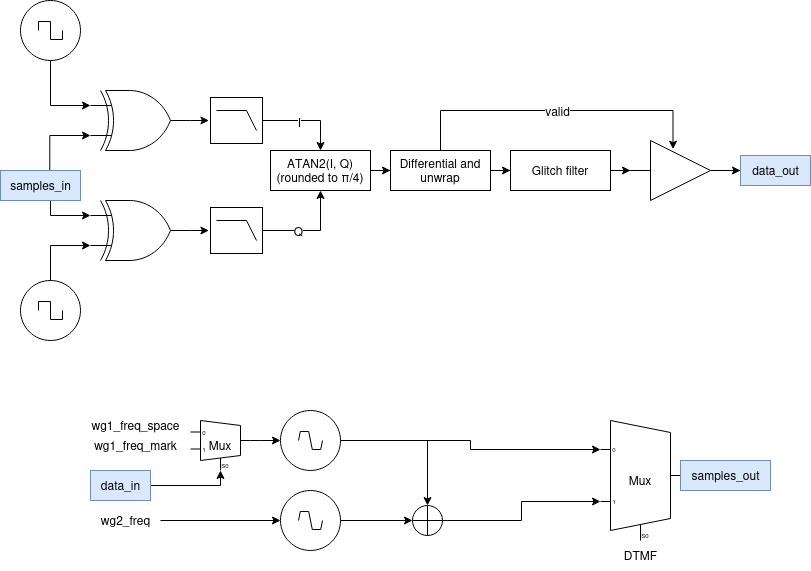 valid
I
samples_in
ATAN2(I, Q)
(rounded to π/4)
Differential and
unwrap
Glitch filter
data_out
Q
wg1_freq_space
wg1_freq_mark
0
1
Mux
s0
data_in
wg2_freq
0
1
Mux
s0
samples_out
DTMF